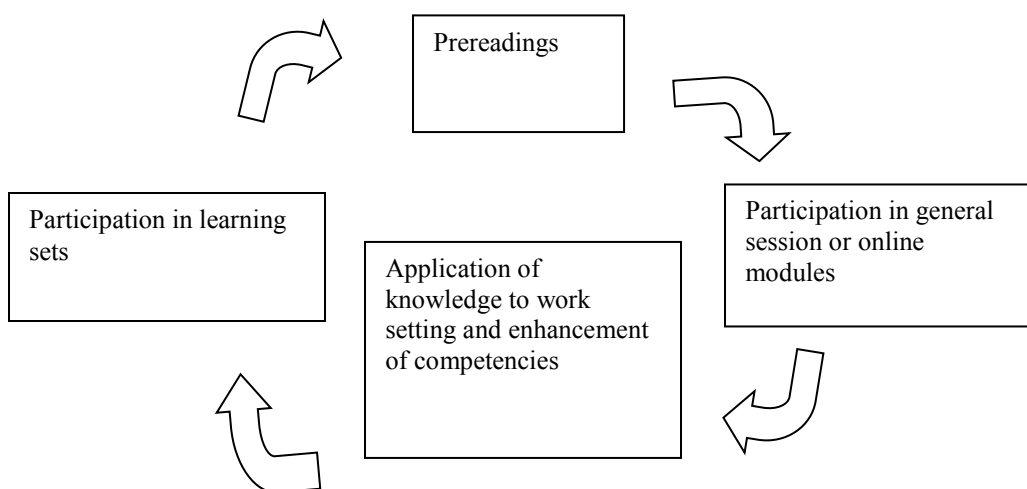 Prereadings
Participation in general
session or online
modules
Application of
knowledge to work
setting and enhancement
of competencies
Participation in learning
sets